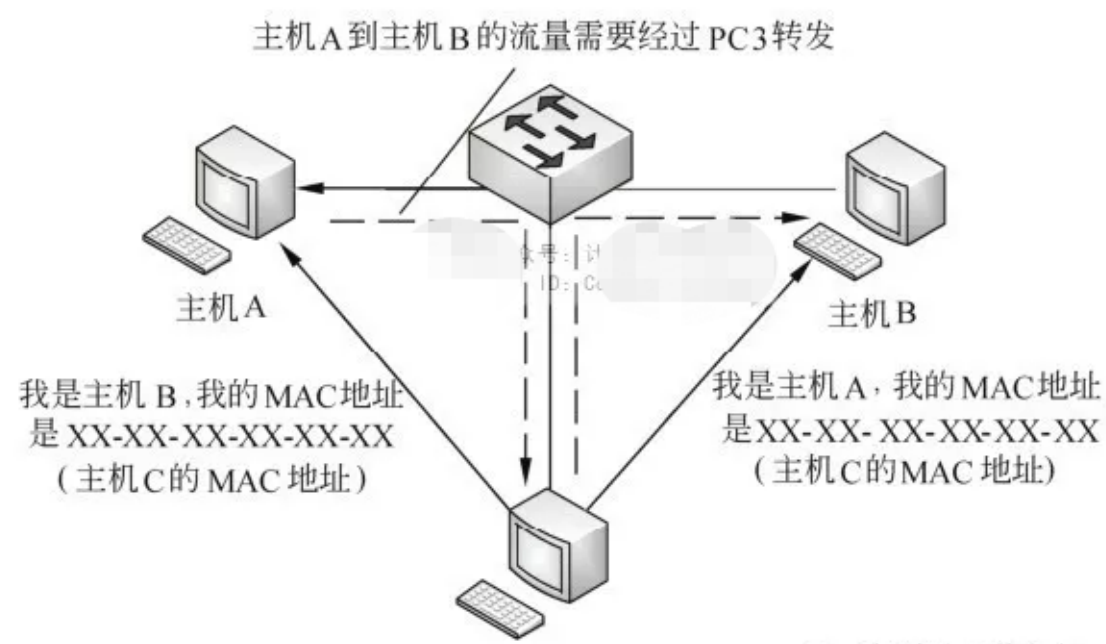 主机A到主机B的流量需要经过PC3转发
号：计
ID：
主机A
主机B
我是主机B，我的MAC地址
是XX-XX-XX-XX-XX-XX
（主机C的MAC地址）
我是主机A，我的MAC地址
是XX-XX-XX-XX-XX-XX
（主机C的MAC地址）